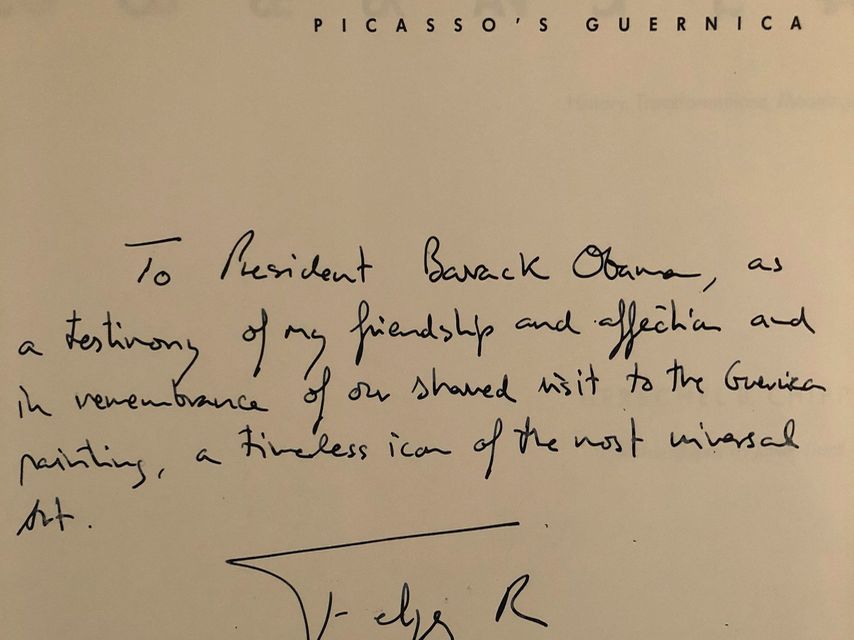 PICASSO'S GUERNICA
To President Barack Obama, as
a testimony of my friendship and affection and
in remembrance of our shared visit to the Guernica
painting, a timeless icon of the most universal
Art.
Felipe R